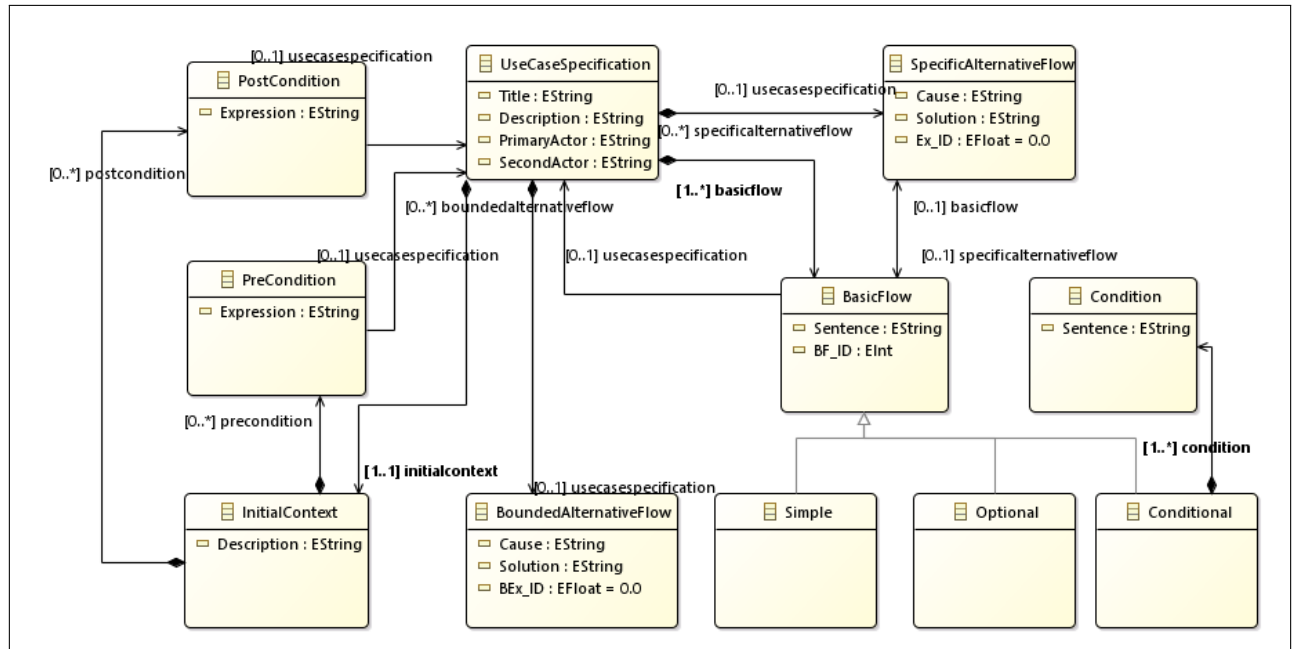 [0..1] usecasespecification
PostCondition
Expression : EString
UseCaseSpecification
Title : EString
Description : EString
PrimaryActor : EString
SecondActor : EString
[0..1] usecasespecification
[0..*] specificalternativeflow
SpecificAlternativeFlow
Cause : EString
Solution : EString
Ex_ID : EFloat = 0.0
[0..*] postcondition
[0..*] boundedalternativeflow
[1..*] basicflow
[0..1] basicflow
[0..1] usecasespecification
[0..1] usecasespecification
[0..1] specificalternativeflow
PreCondition
Expression : EString
BasicFlow
Sentence : EString
BF_ID : EInt
Condition
Sentence : EString
[0..*] precondition
[1..1] initialcontext
[1..*] condition
[0..1] usecasespecification
InitialContext
Description : EString
BoundedAlternativeFlow
Cause : EString
Solution : EString
BEx_ID : EFloat = 0.0
Simple
Optional
Conditional